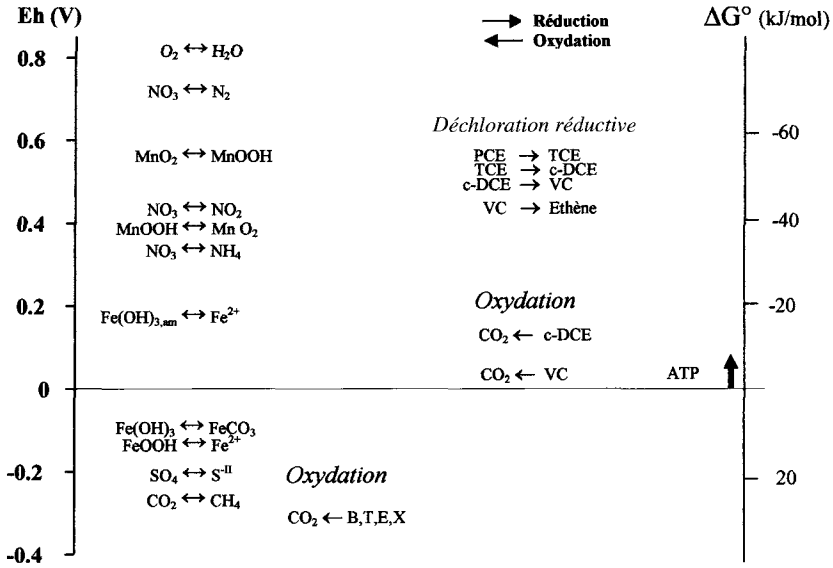 Eh (V)
→ Réduction
← Oxydation
ΔG° (kJ/mol)
0.8
O₂ ↔ H₂O
NO₃ ↔ N₂
Déchloration réductive
-60
0.6
MnO₂ ↔ MnOOH
PCE → TCE
TCE → c-DCE
c-DCE → VC
VC → Ethène
NO₃ ↔ NO₂
0.4
MnOOH ↔ Mn O₂
-40
NO₃ ↔ NH₄
0.2
Fe(OH)₃,am ↔ Fe²⁺
Oxydation
-20
CO₂ ← c-DCE
CO₂ ← VC
ATP
0
Fe(OH)₃ ↔ FeCO₃
FeOOH ↔ Fe²⁺
-0.2
SO₄ ↔ S⁻ᴵᴵ
Oxydation
20
CO₂ ↔ CH₄
CO₂ ← B,T,E,X
-0.4